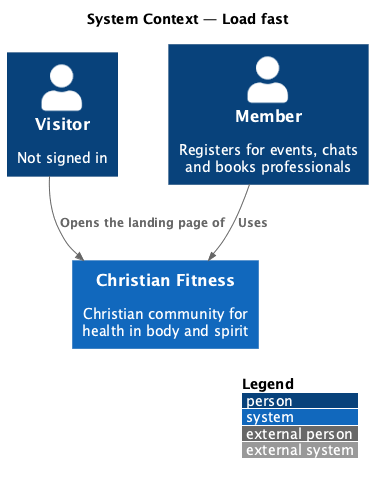 System Context — Load fast
Visitor
Not signed in
Member
Registers for events, chats
and books professionals
Opens the landing page of
Uses
Christian Fitness
Christian community for
health in body and spirit
Legend
person
system
external person
external system